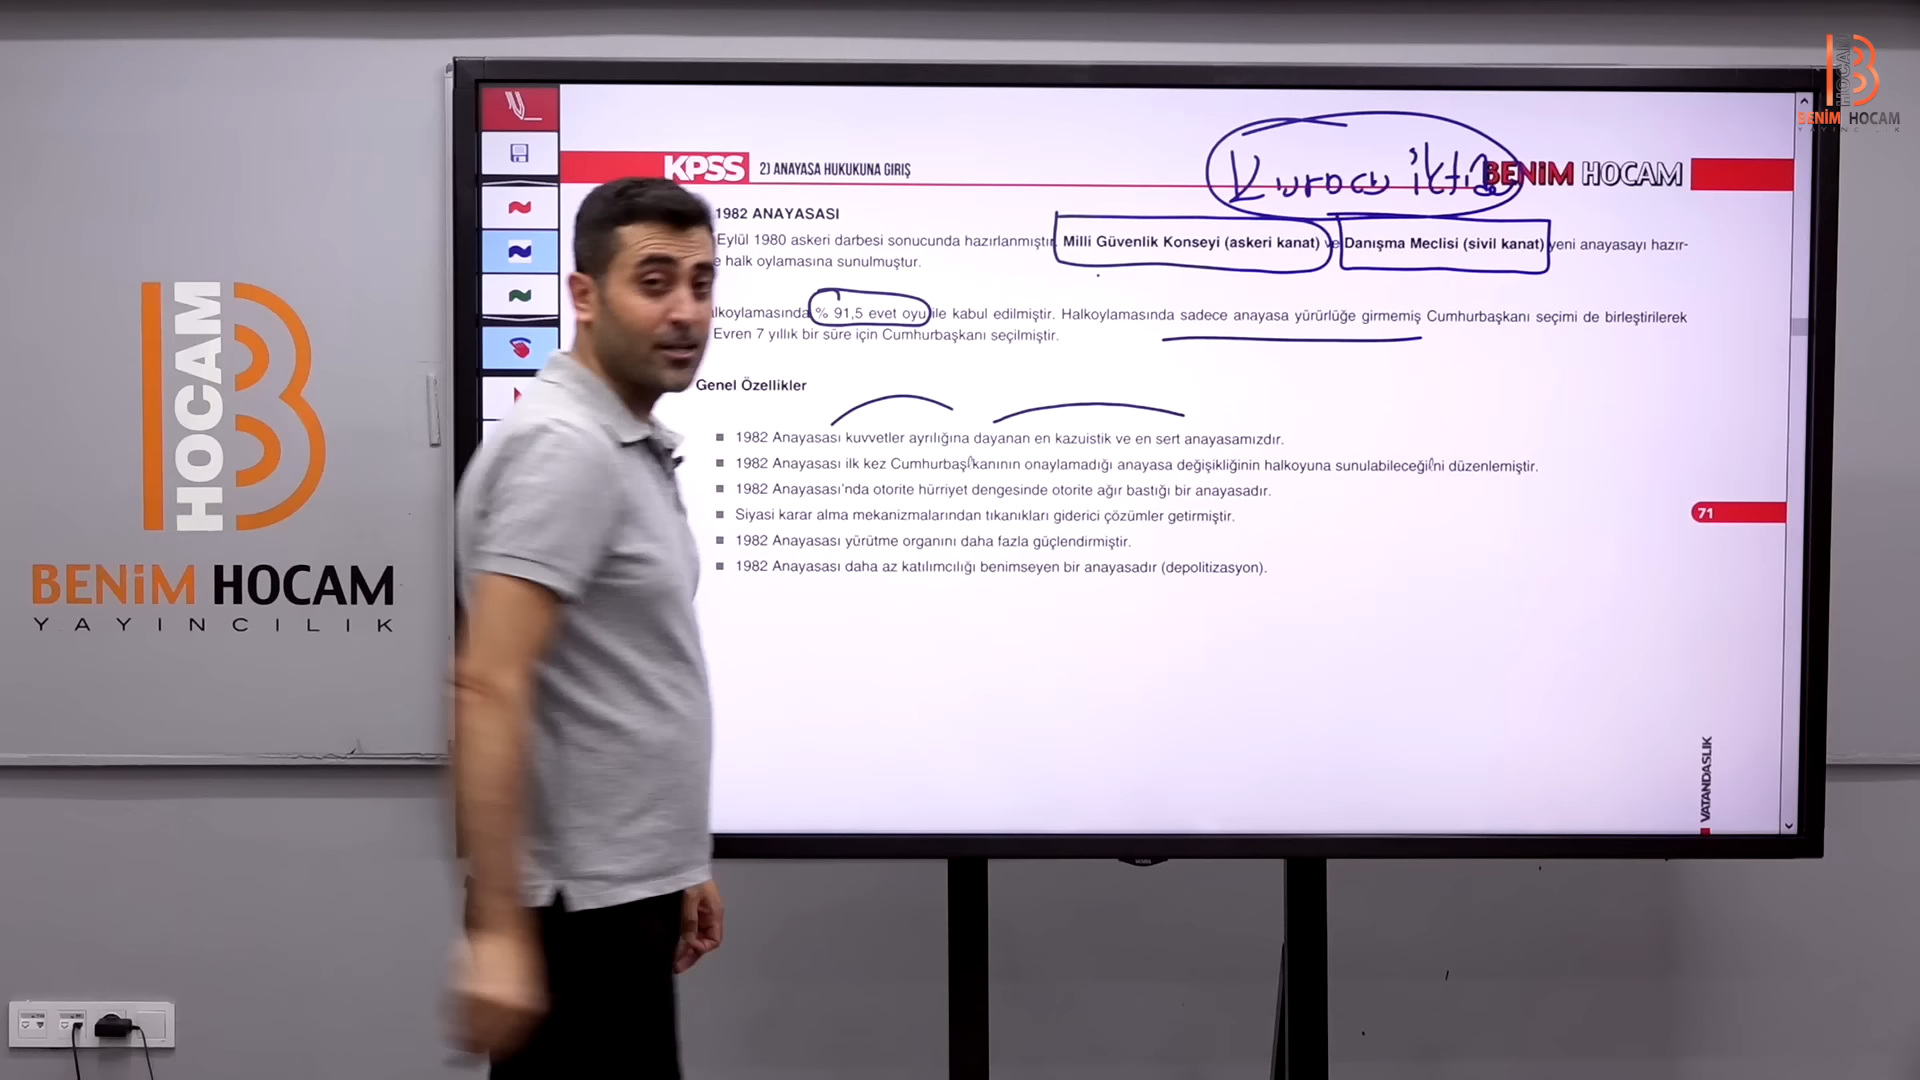 HOCAM
BENİM HOCAM
YAYINCILIK
HOCAM
BENİM HOCAM
YAYINCILIK
KPSS
2) ANAYASA HUKUKUNA GIRIŞ
Kurucu
BENİM HOCAM
1982 ANAYASASI
Eylül 1980 askeri darbesi sonucunda hazırlanmıştır. Milli Güvenlik Konseyi (askeri kanat) ve Danışma Meclisi (sivil kanat) yeni anayasayı hazır-
e halk oylamasına sunulmuştur.
lkoylamasında % 91,5 evet oyu ile kabul edilmiştir. Halkoylamasında sadece anayasa yürürlüğe girmemiş Cumhurbaşkanı seçimi de birleştirilerek
Evren 7 yıllık bir süre için Cumhurbaşkanı seçilmiştir.
Genel Özellikler
1982 Anayasası kuvvetler ayrılığına dayanan en kazuistik ve en sert anayasamızdır.
1982 Anayasası ilk kez Cumhurbaşkanının onaylamadığı anayasa değişikliğinin halkoyuna sunulabileceğini düzenlemiştir.
1982 Anayasası'nda otorite hürriyet dengesinde otorite ağır bastığı bir anayasadır.
Siyasi karar alma mekanizmalarından tıkanıkları giderici çözümler getirmiştir.
1982 Anayasası yürütme organını daha fazla güçlendirmiştir.
1982 Anayasası daha az katılımcılığı benimseyen bir anayasadır (depolitizasyon).
71
VATANDAŞLIK